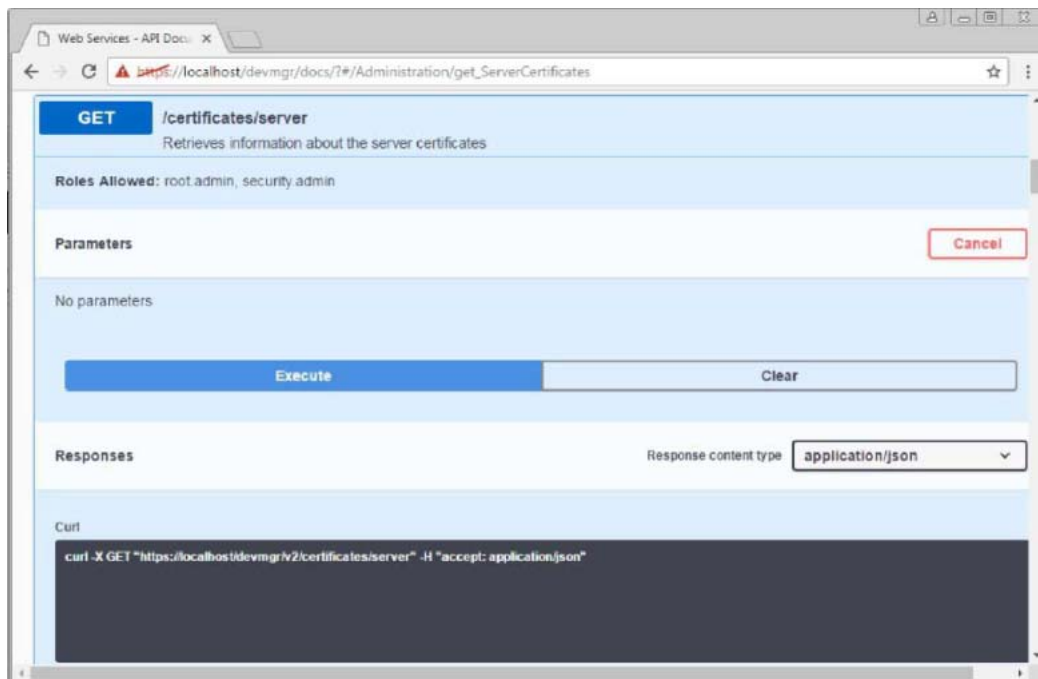 Web Services - API Docu
https://localhost/devmgr/docs/?#/Administration/get_ServerCertificates
GET /certificates/server
Retrieves information about the server certificates
Roles Allowed: root.admin, security.admin
Parameters Cancel
No parameters
Execute Clear
Responses Response content type application/json
Curl
curl -X GET "https://localhost/devmgr/v2/certificates/server" -H "accept: application/json"